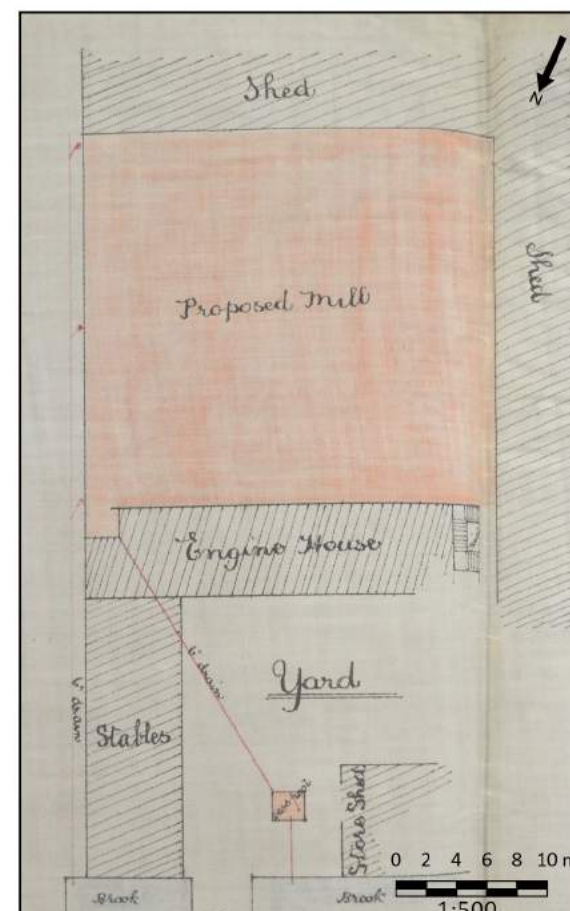 Shed
N
Proposed Mill
Shed
Engine House
6" drain
Yard
Stables
6" drain
Store Shed
0 2 4 6 8 10 m
Brook
Brook
1:500